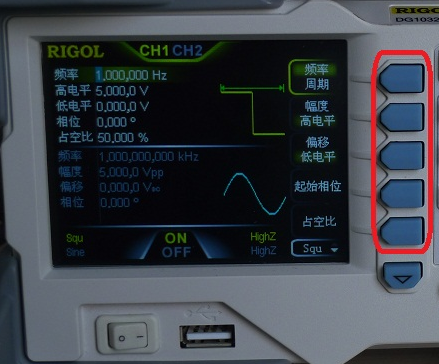 RIGOL
DG1032
RIGOL CH1 CH2
频率 1,000,000 Hz
高电平 5.000,0 V
低电平 0.000,0 V
相位 0.000 °
占空比 50.000 %
频率 1.000,000,000 kHz
幅度 5.000,0 Vpp
偏移 0.000,0 VDC
相位 0.000 °
频率
周期
幅度
高电平
偏移
低电平
起始相位
占空比
Squ
Squ ON HighZ
Sine OFF HighZ